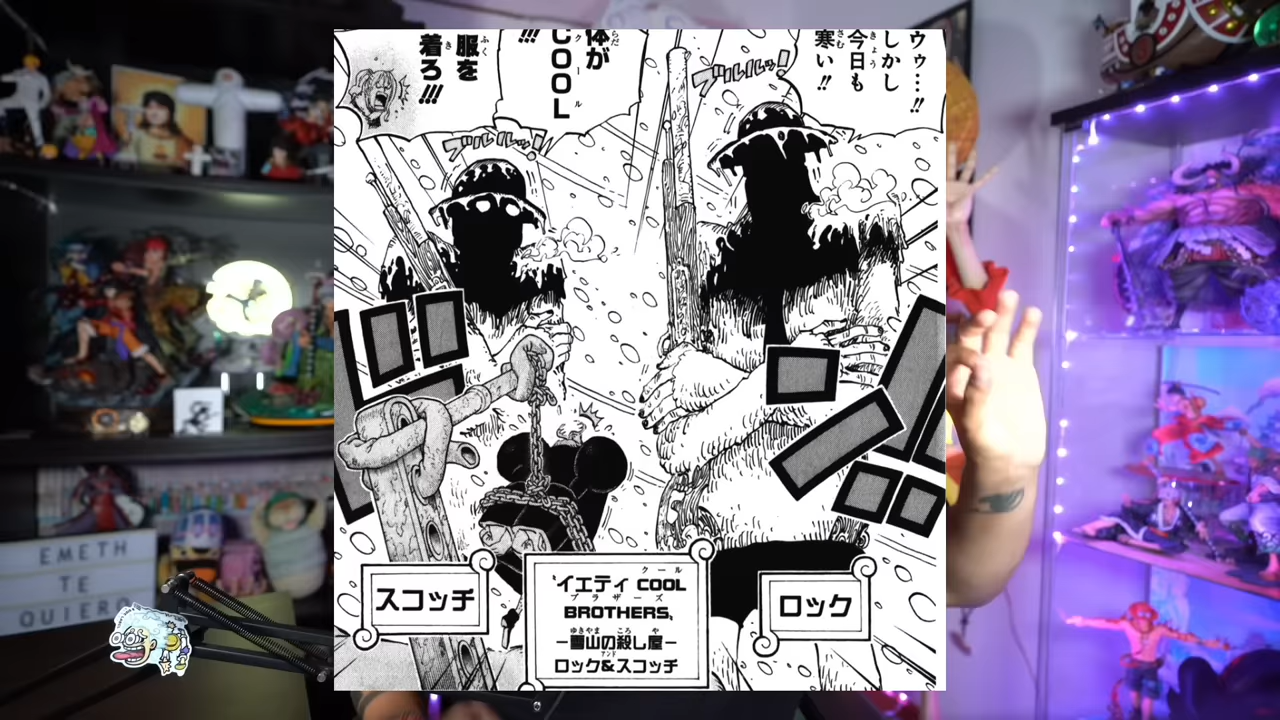 ウゥ…!!
しかし
今日も
寒い!!
ブルルルッ!
体が
COOL
!!!
服を
着ろ!!!
ブルルルッ!
スコッチ
“イエティ COOL
BROTHERS„
－雪山の殺し屋－
ロック&スコッチ
ロック
EMETH
TE
QUIERO